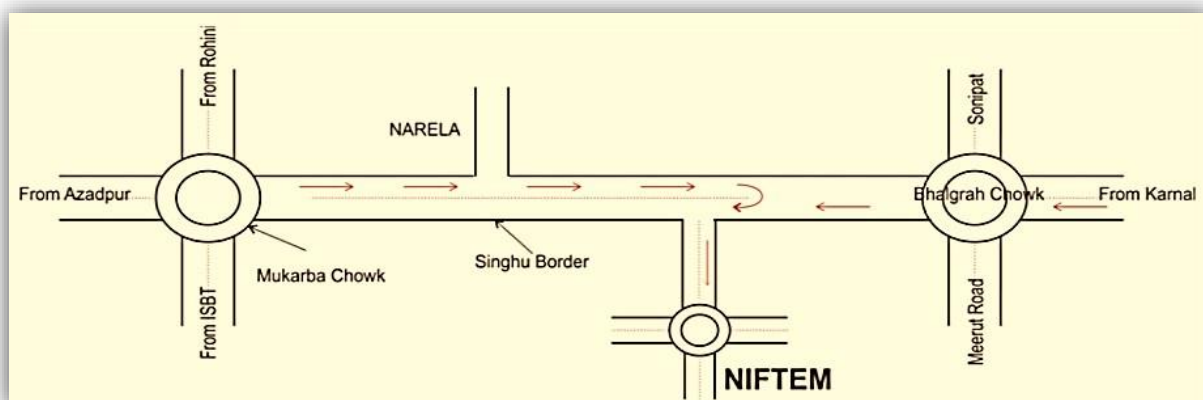 From Rohini
Sonipat
NARELA
From Azadpur
Bhalgrah Chowk
From Karnal
Mukarba Chowk
Singhu Border
From ISBT
Meerut Road
NIFTEM